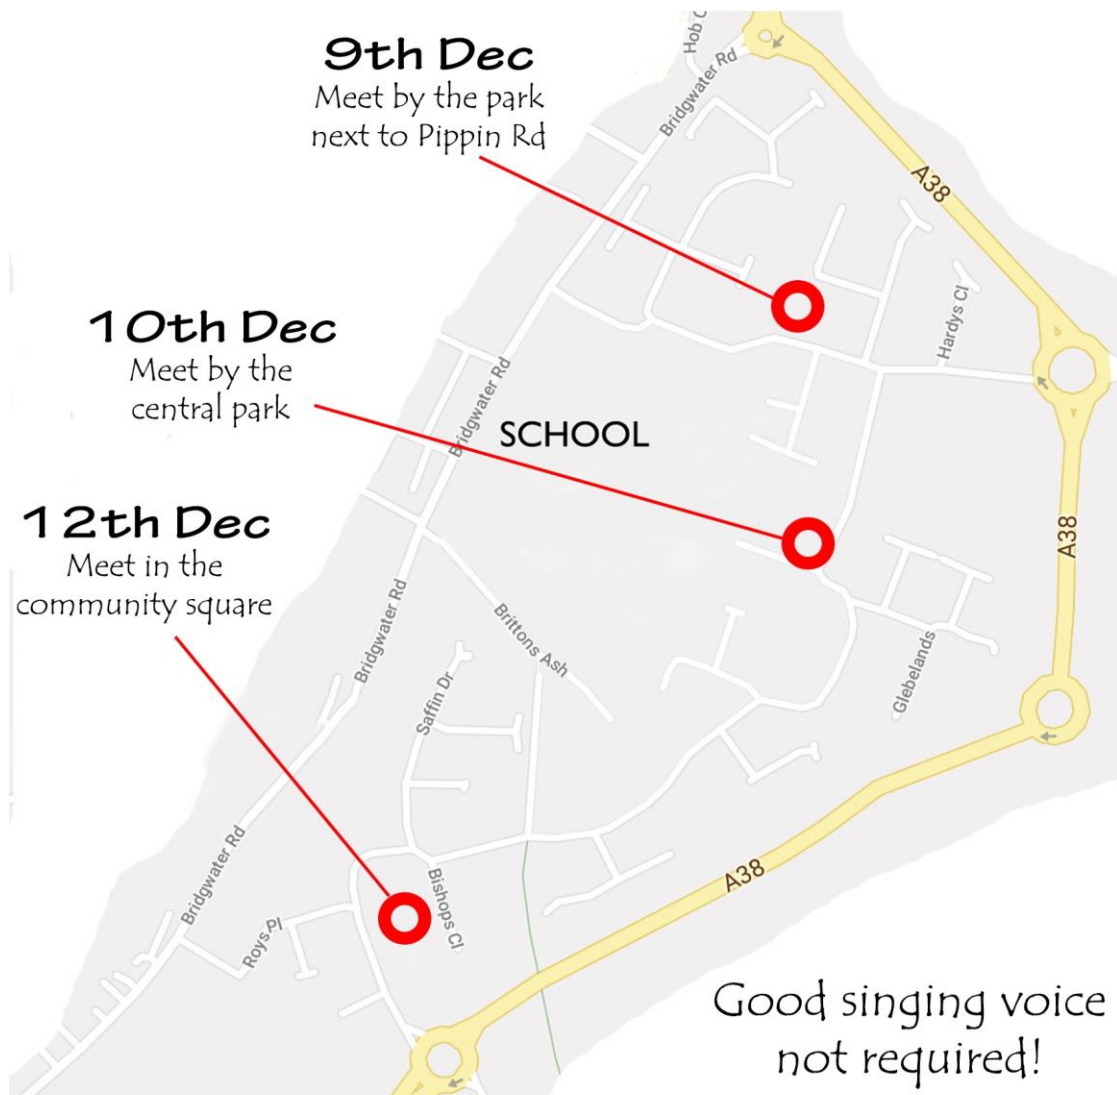 9th Dec
Meet by the park
next to Pippin Rd
10th Dec
Meet by the
central park
12th Dec
Meet in the
community square
SCHOOL
Hob C
Bridgwater Rd
A38
Hardys Cl
Bridgwater Rd
A38
Bridgwater Rd
Brittons Ash
Saffin Dr
Glebelands
Bridgwater Rd
Bishops Cl
Roys Pl
A38
Good singing voice
not required!